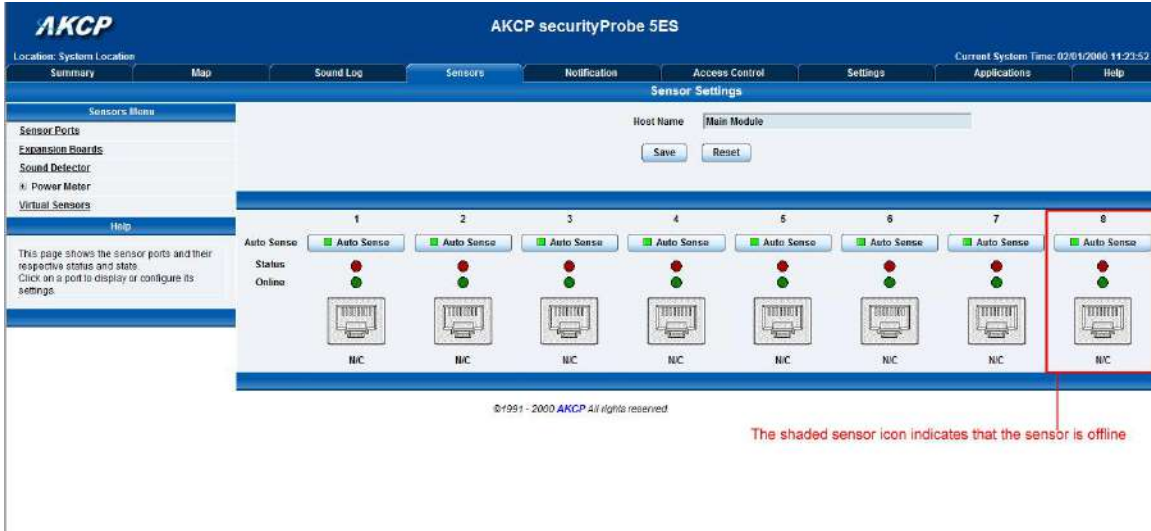 AKCP
AKCP securityProbe 5ES
Location: System Location
Current System Time: 02/01/2000 11:23:52
Summary Map Sound Log Sensors Notification Access Control Settings Applications Help
Sensor Settings
Sensors Menu
Sensor Ports
Expansion Boards
Sound Detector
Power Meter
Virtual Sensors
Help
This page shows the sensor ports and their
respective status and state.
Click on a port to display or configure its
settings.
Host Name Main Module
Save Reset
1 2 3 4 5 6 7 8
Auto Sense Auto Sense Auto Sense Auto Sense Auto Sense Auto Sense Auto Sense Auto Sense Auto Sense
Status
Online
N/C N/C N/C N/C N/C N/C N/C N/C
©1991 - 2000 AKCP All rights reserved.
The shaded sensor icon indicates that the sensor is offline